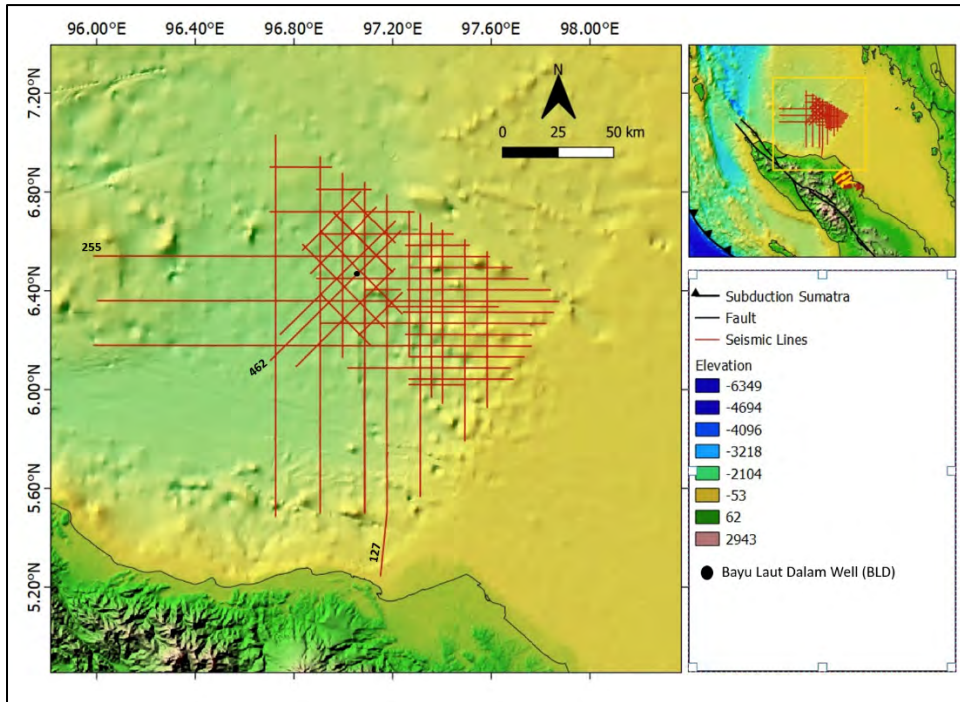 96.00°E 96.40°E 96.80°E 97.20°E 97.60°E 98.00°E
7.20°N
6.80°N
6.40°N
6.00°N
5.60°N
5.20°N
N
0 25 50 km
255
462
127
Subduction Sumatra
Fault
Seismic Lines
Elevation
-6349
-4694
-4096
-3218
-2104
-53
62
2943
Bayu Laut Dalam Well (BLD)